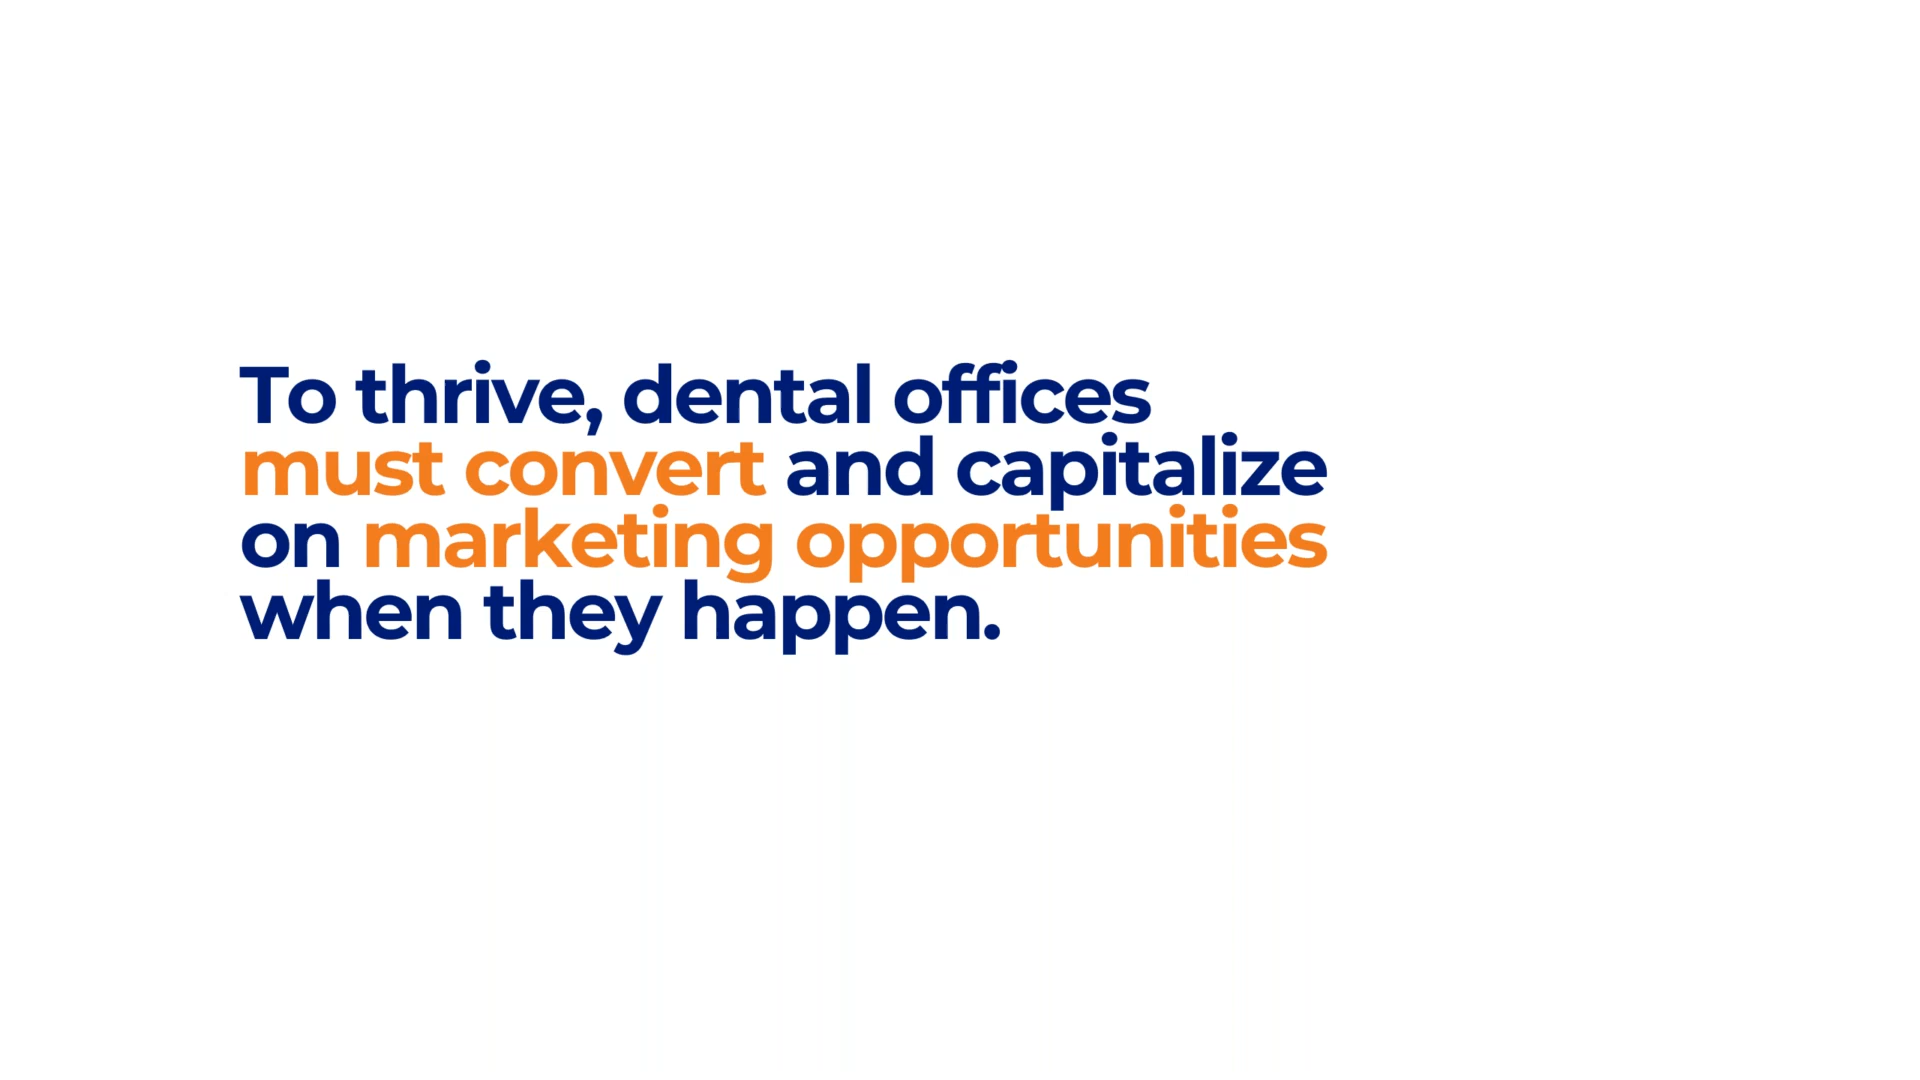 To thrive, dental offices
must convert and capitalize
on marketing opportunities
when they happen.